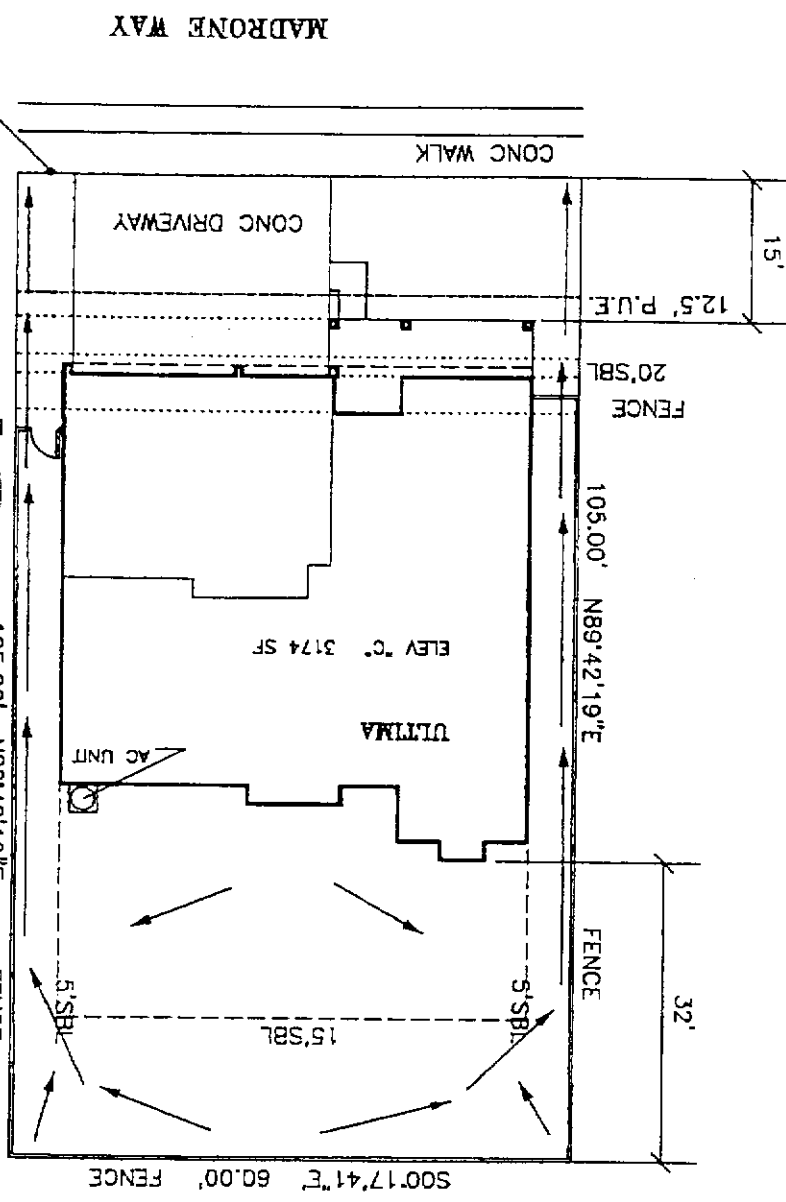 S00°17'41"E 60.00' FENCE
15'SBL
5'SBL
5'SBL
32'
FENCE
AC UNIT
ULTIMA
ELEV "C" 3174 SF
105.00' N89°42'19"E
FENCE
20'SBL
12.5' P.U.E.
15'
CONC DRIVEWAY
CONC WALK
MADRONE WAY